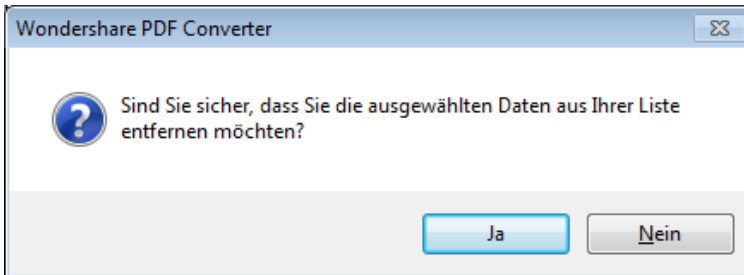 Wondershare PDF Converter
Sind Sie sicher, dass Sie die ausgewählten Daten aus Ihrer Liste
entfernen möchten?
Ja
Nein